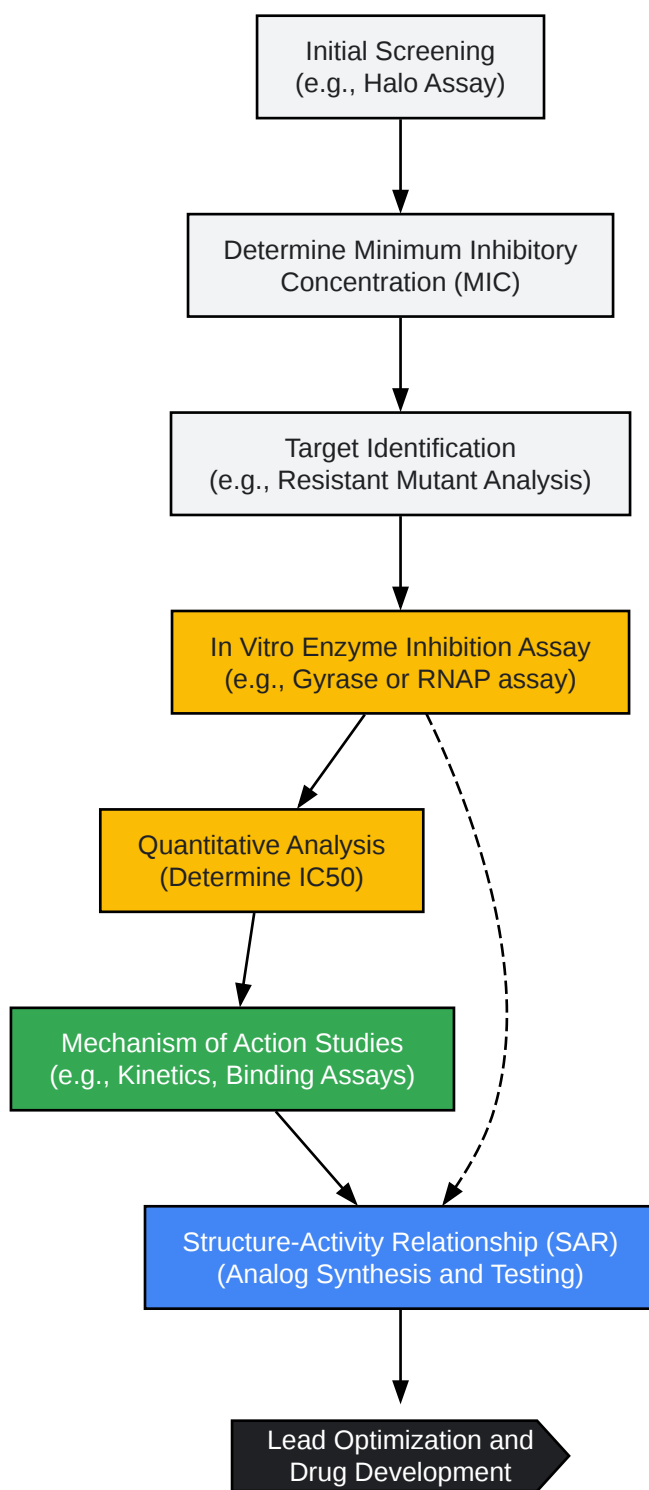 Initial Screening
(e.g., Halo Assay)
Determine Minimum Inhibitory
Concentration (MIC)
Target Identification
(e.g., Resistant Mutant Analysis)
In Vitro Enzyme Inhibition Assay
(e.g., Gyrase or RNAP assay)
Quantitative Analysis
(Determine IC50)
Mechanism of Action Studies
(e.g., Kinetics, Binding Assays)
Structure-Activity Relationship (SAR)
(Analog Synthesis and Testing)
Lead Optimization and
Drug Development